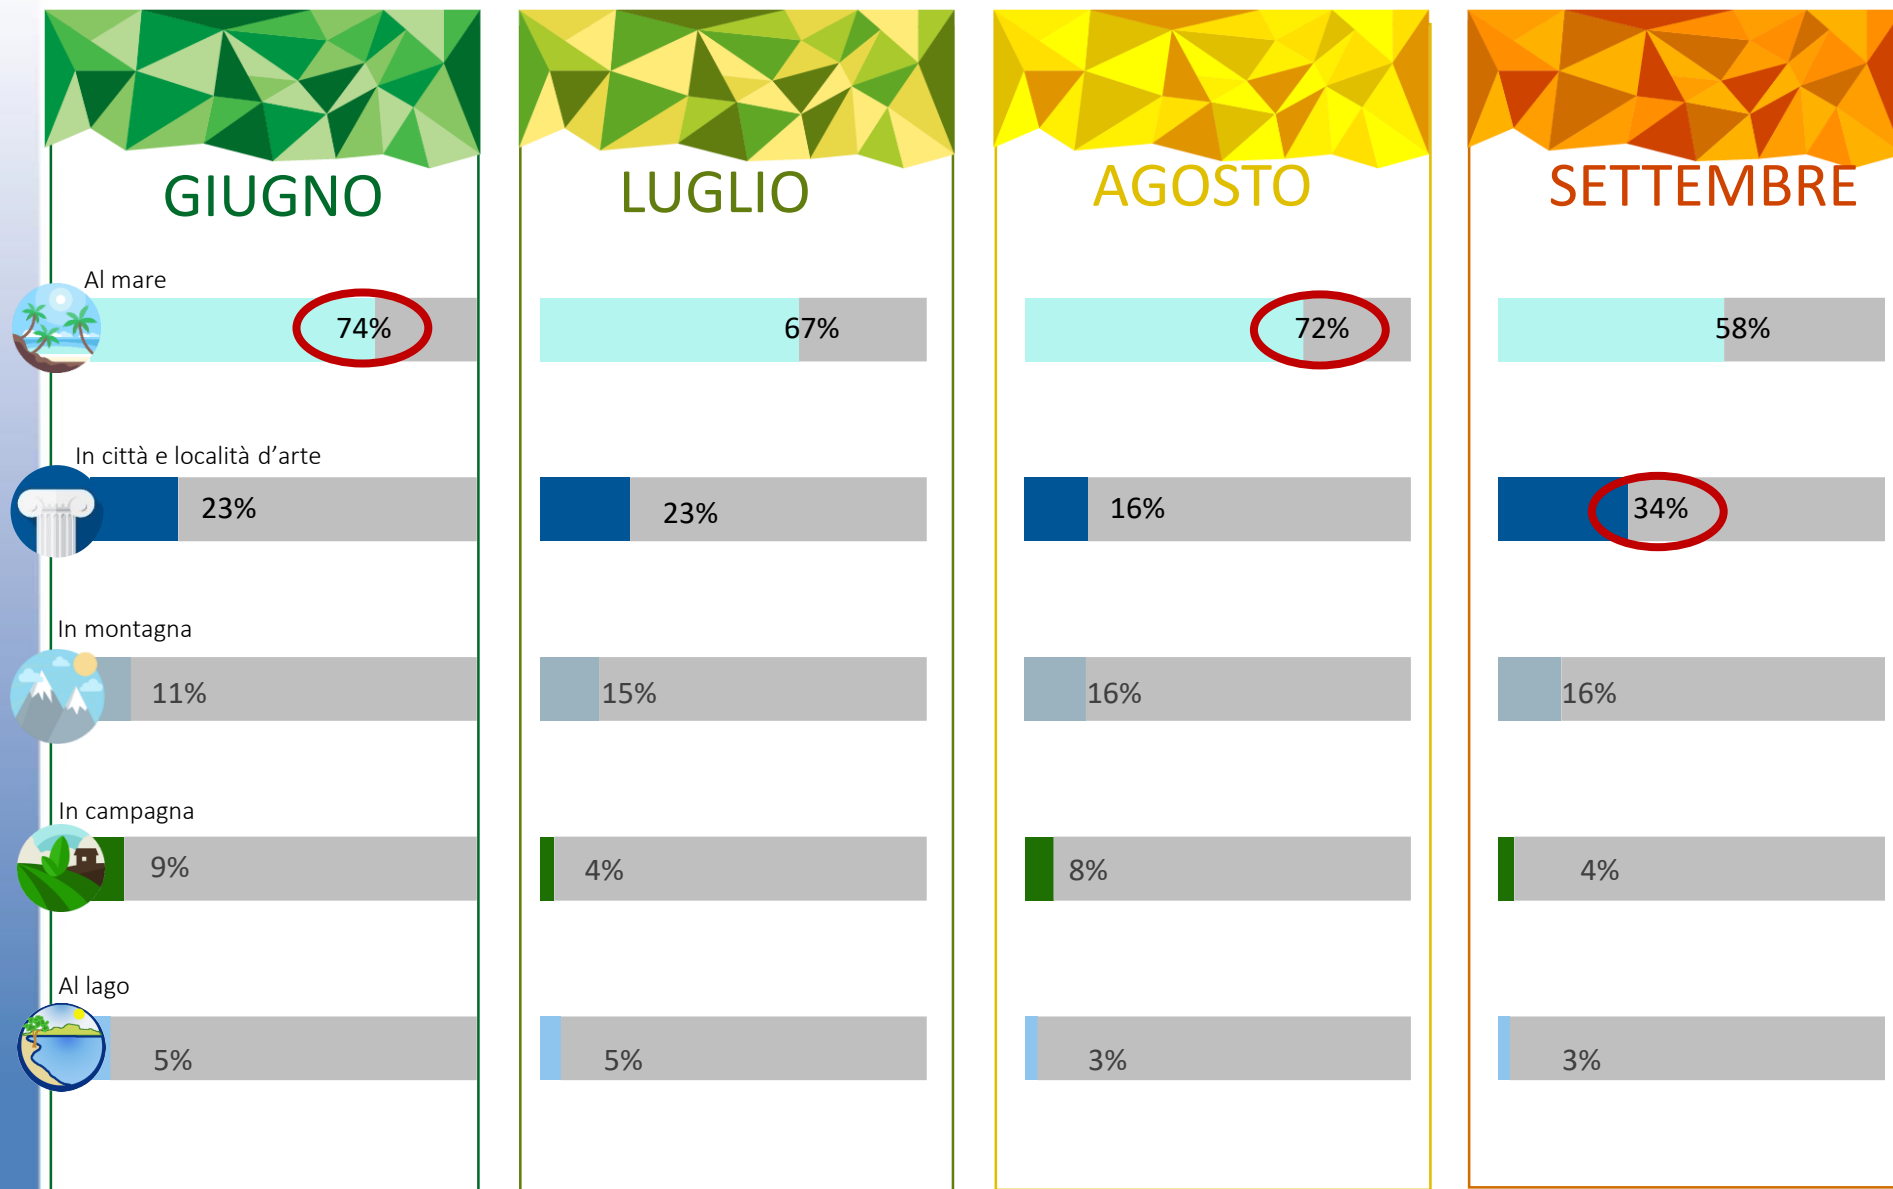 GIUGNO LUGLIO AGOSTO SETTEMBRE
Al mare
74% 67% 72% 58%
In città e località d’arte
23% 23% 16% 34%
In montagna
11% 15% 16% 16%
In campagna
9% 4% 8% 4%
Al lago
5% 5% 3% 3%